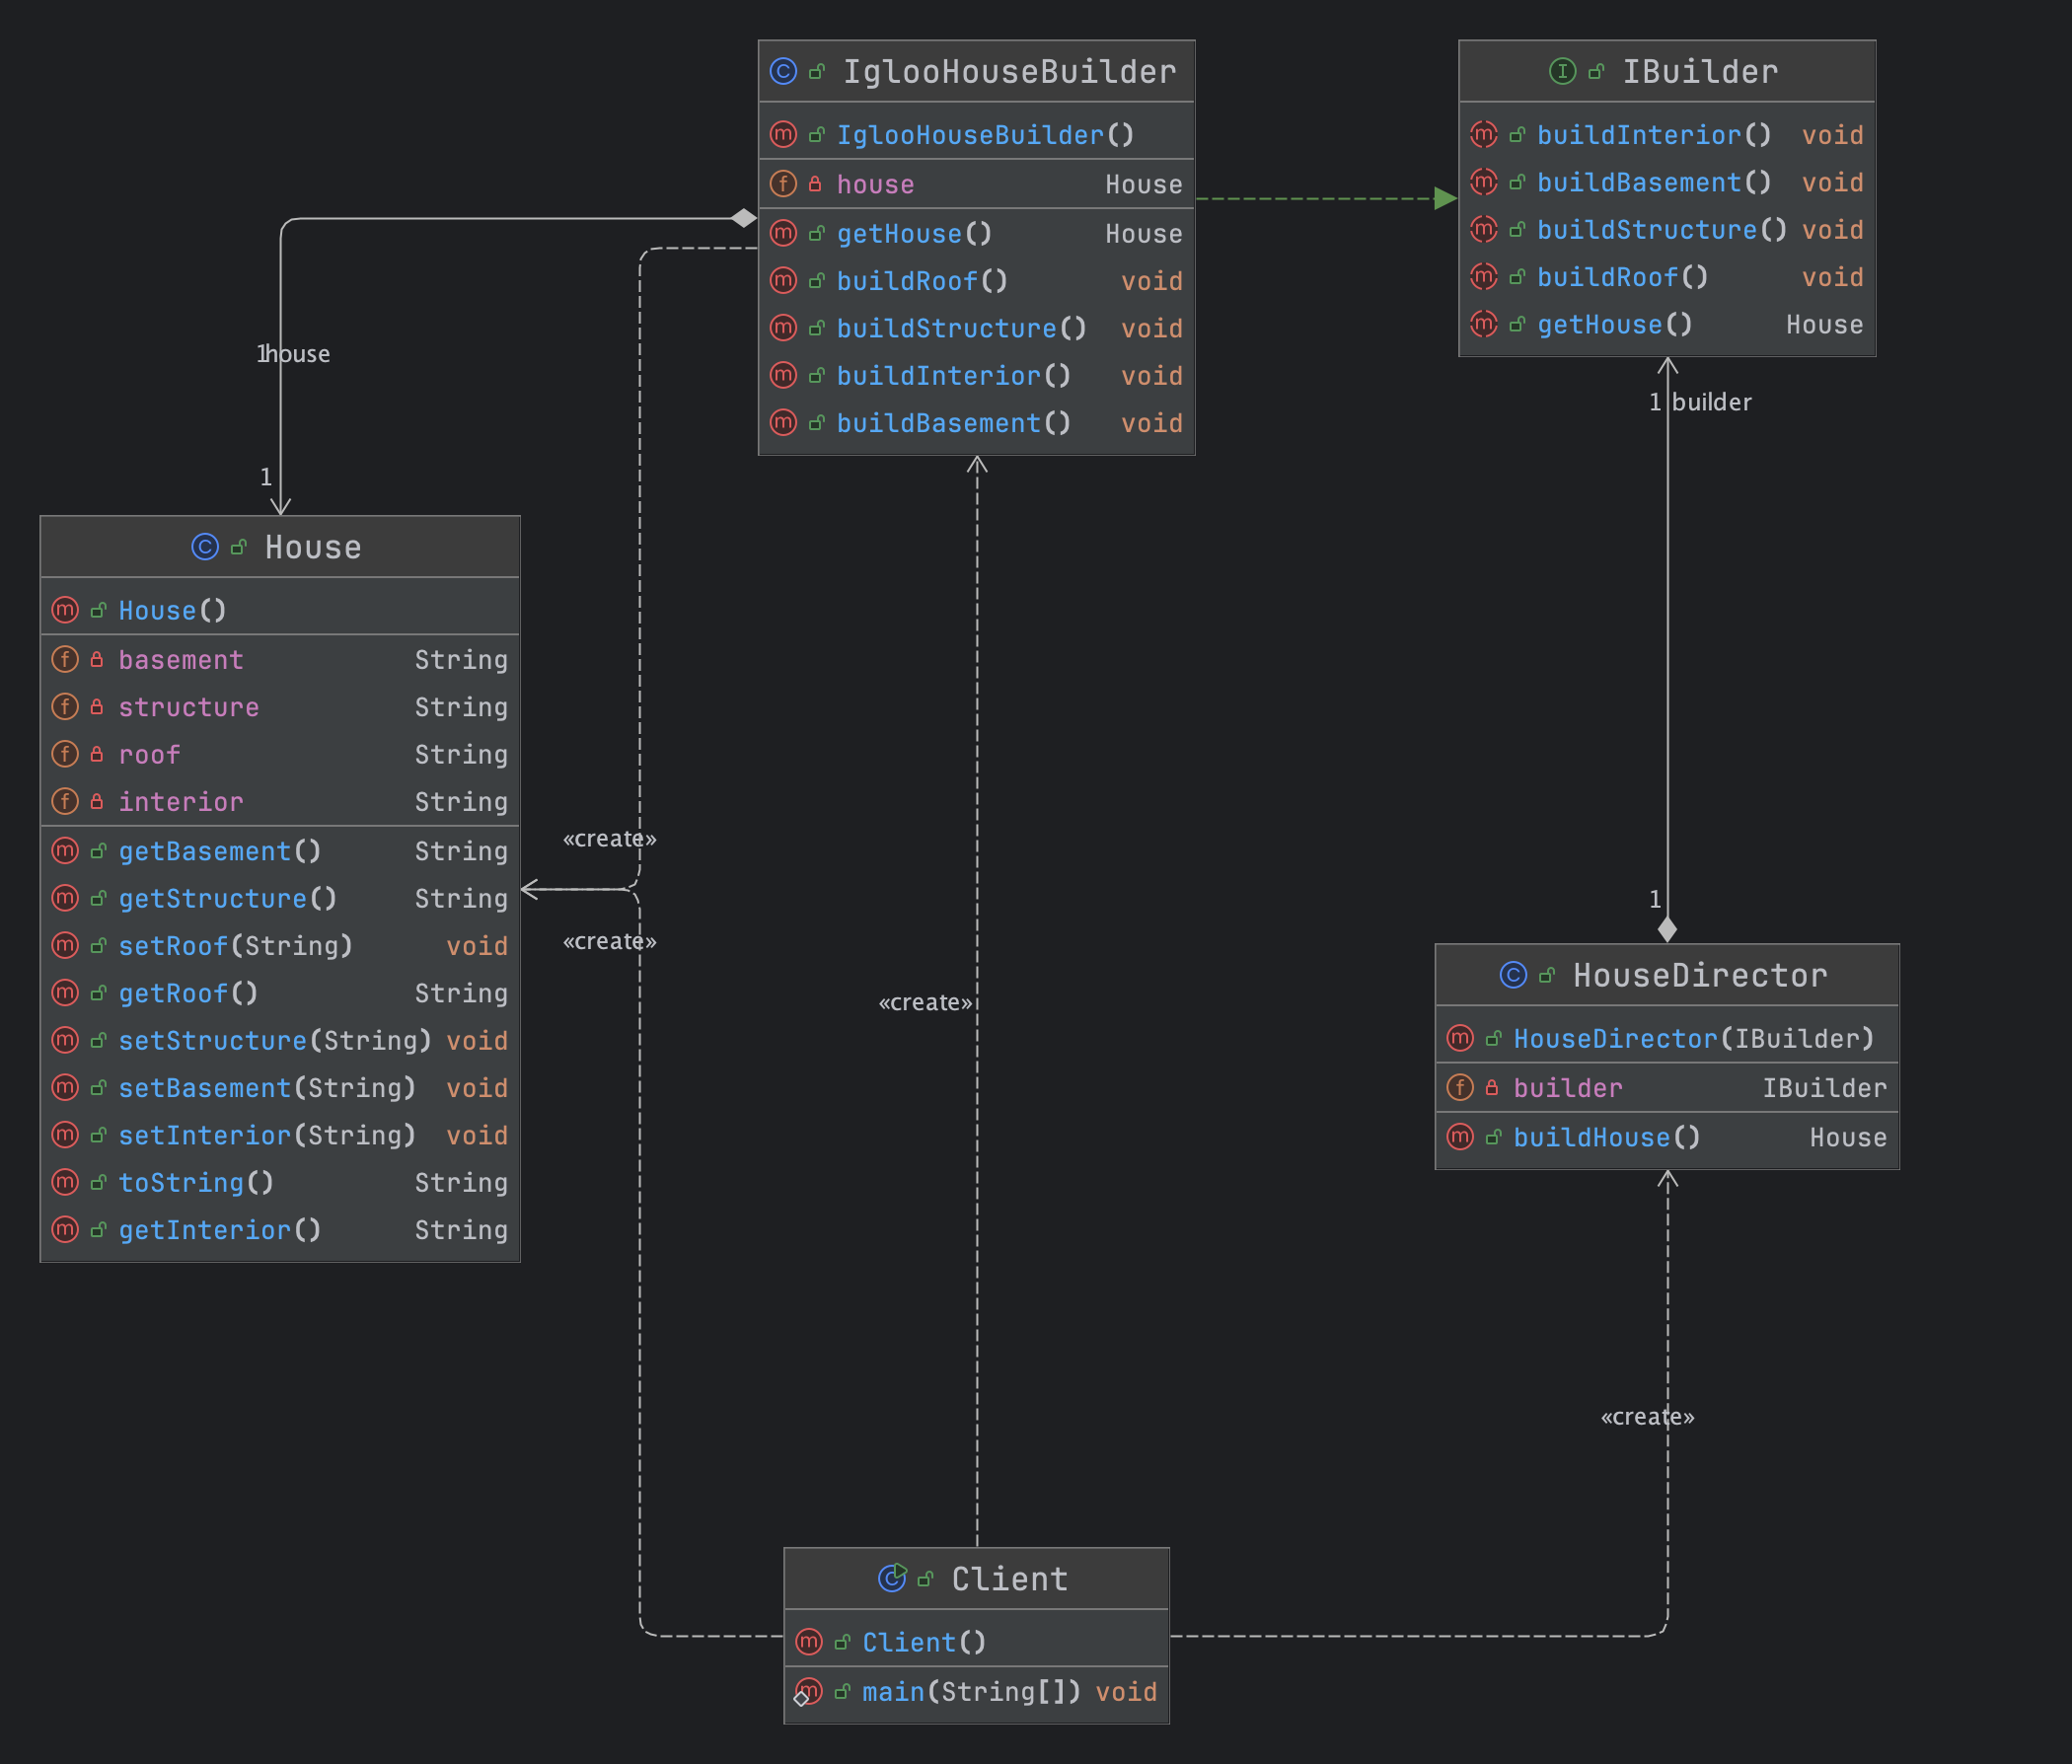 IglooHouseBuilder
IglooHouseBuilder()
house House
getHouse() House
buildRoof() void
buildStructure() void
buildInterior() void
buildBasement() void
IBuilder
buildInterior() void
buildBasement() void
buildStructure() void
buildRoof() void
getHouse() House
1
house
1
1
builder
1
House
House()
basement String
structure String
roof String
interior String
getBasement() String
getStructure() String
setRoof(String) void
getRoof() String
setStructure(String) void
setBasement(String) void
setInterior(String) void
toString() String
getInterior() String
«create»
«create»
«create»
HouseDirector
HouseDirector(IBuilder)
builder IBuilder
buildHouse() House
«create»
Client
Client()
main(String[]) void